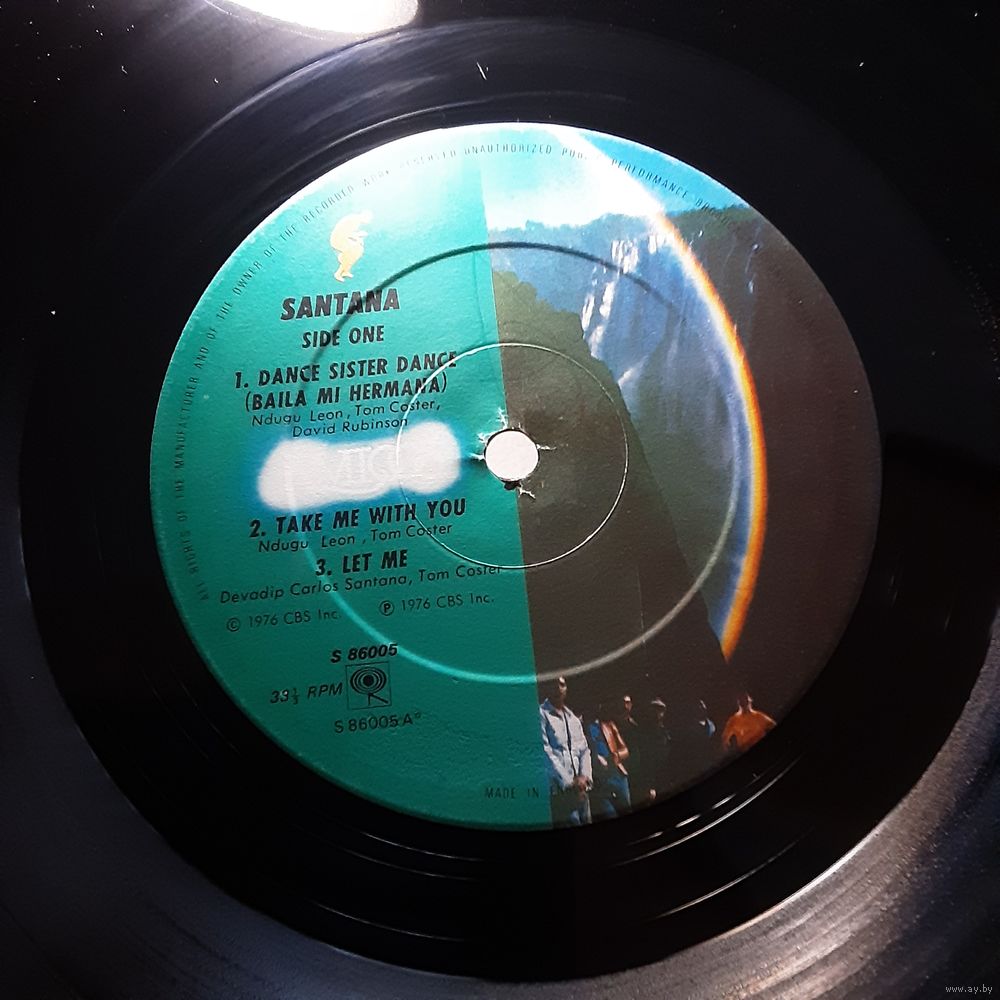 ALL RIGHTS OF THE MANUFACTURER AND OF THE OWNER OF THE RECORDED WORK RESERVED UNAUTHORIZED PUBLIC PERFORMANCE
SANTANA
SIDE ONE
1. DANCE SISTER DANCE
(BAILA MI HERMANA)
Ndugu Leon, Tom Coster,
David Rubinson
2. TAKE ME WITH YOU
Ndugu Leon, Tom Coster
3. LET ME
Devadip Carlos Santana, Tom Coster
© 1976 CBS Inc. ℗ 1976 CBS Inc.
S 86005
33⅓ RPM
S 86005 A°
MADE IN
www.ay.by